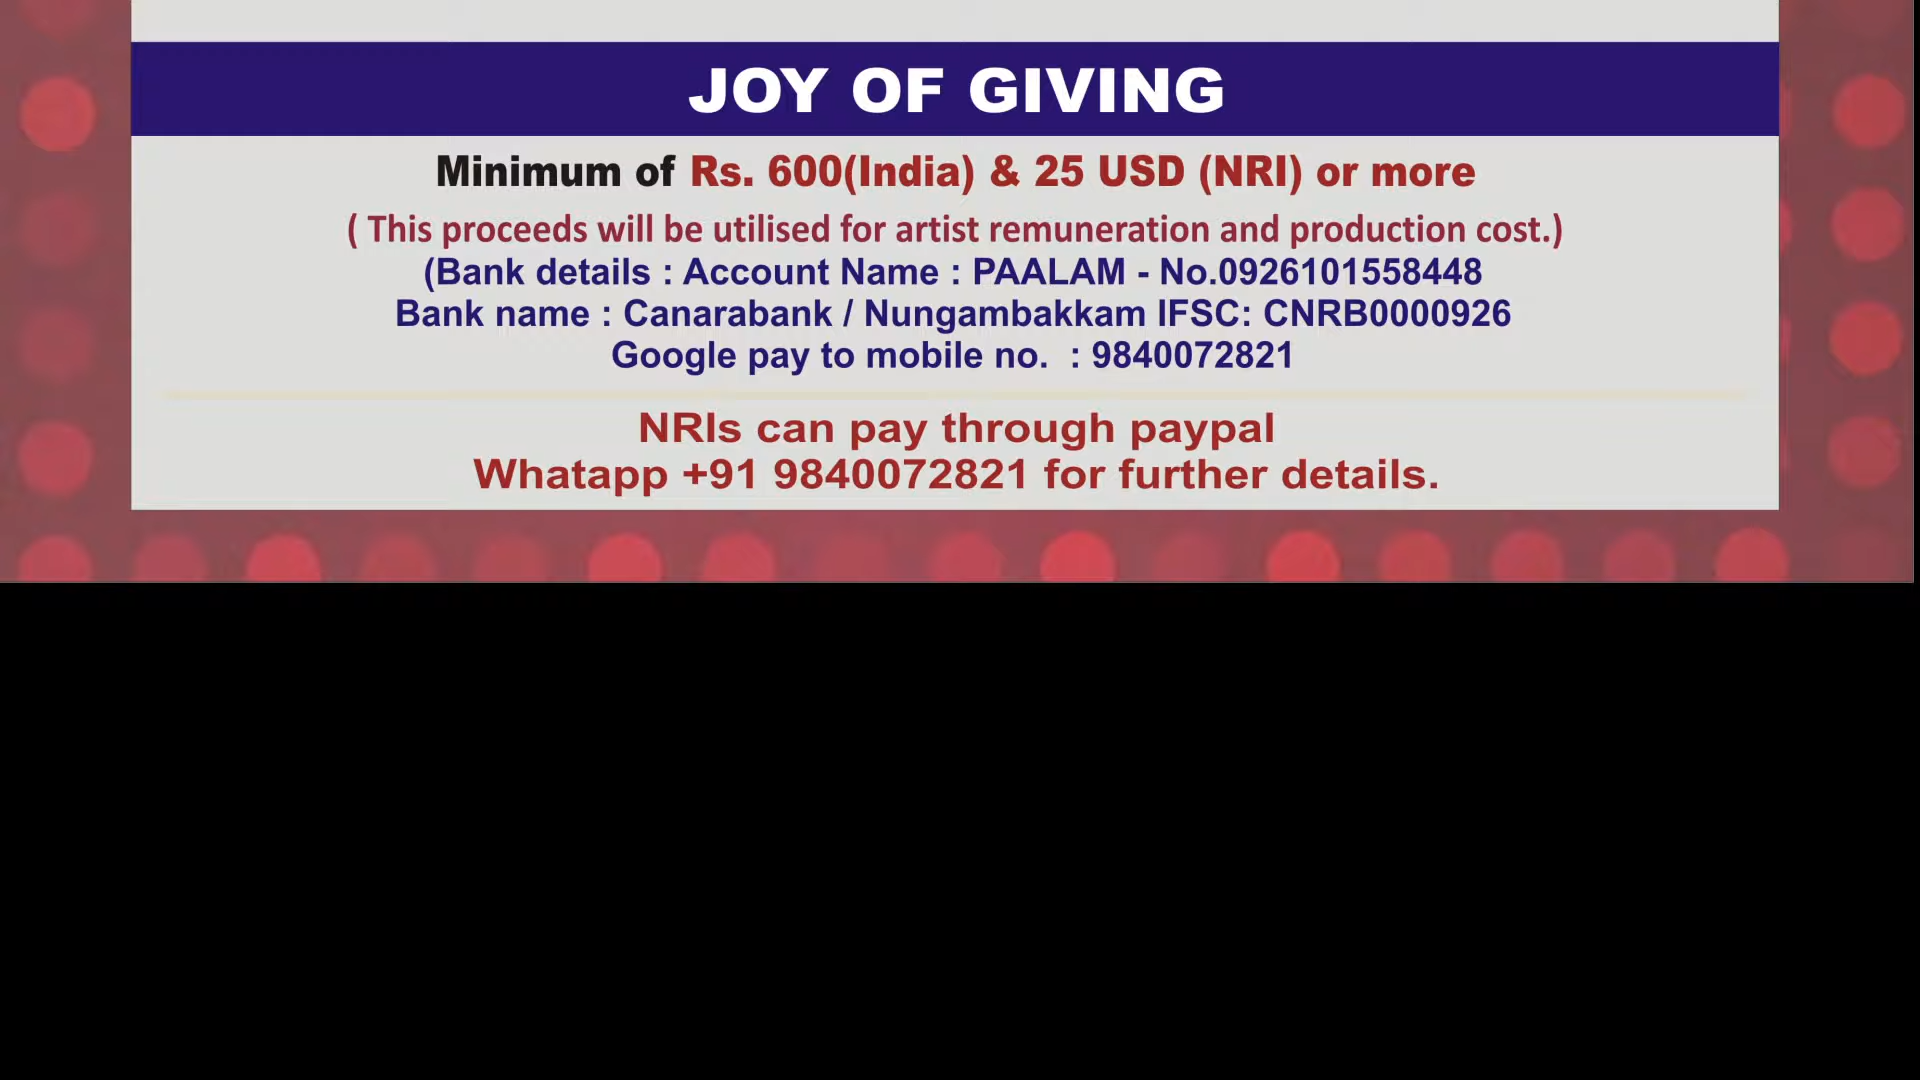 JOY OF GIVING
Minimum of Rs. 600(India) & 25 USD (NRI) or more
( This proceeds will be utilised for artist remuneration and production cost.)
(Bank details : Account Name : PAALAM - No.0926101558448
Bank name : Canarabank / Nungambakkam IFSC: CNRB0000926
Google pay to mobile no.  : 9840072821
NRIs can pay through paypal
Whatapp +91 9840072821 for further details.